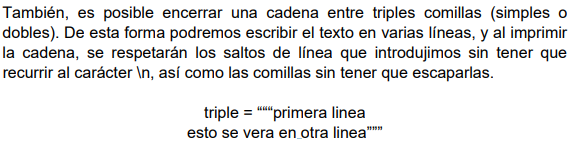 También, es posible encerrar una cadena entre triples comillas (simples o
dobles). De esta forma podremos escribir el texto en varias líneas, y al imprimir
la cadena, se respetarán los saltos de línea que introdujimos sin tener que
recurrir al carácter \n, así como las comillas sin tener que escaparlas.
triple = “““primera linea
esto se vera en otra linea”””